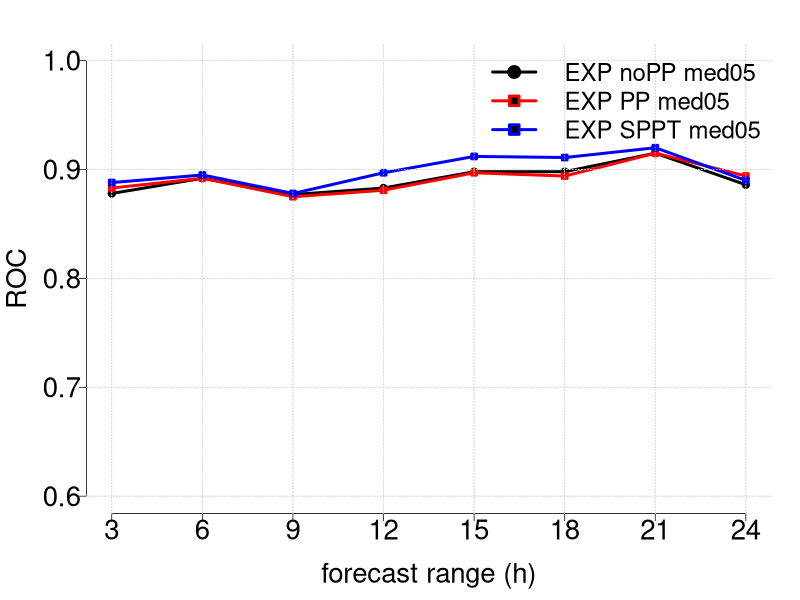 EXP noPP med05
EXP PP med05
EXP SPPT med05
1.0
0.9
0.8
0.7
0.6
ROC
3 6 9 12 15 18 21 24
forecast range (h)